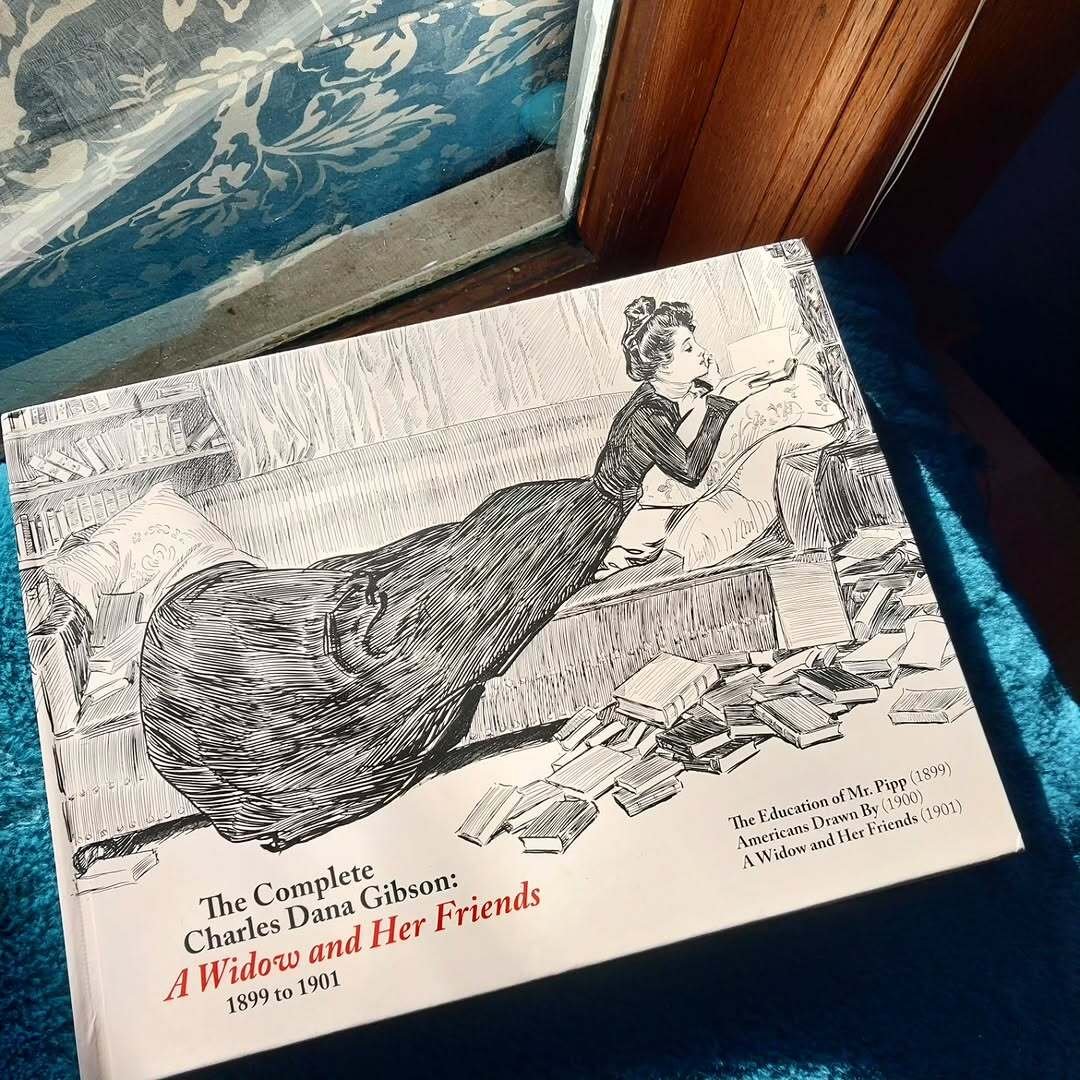 The Education of Mr. Pipp (1899)
Americans Drawn By (1900)
A Widow and Her Friends (1901)
The Complete
Charles Dana Gibson:
A Widow and Her Friends
1899 to 1901